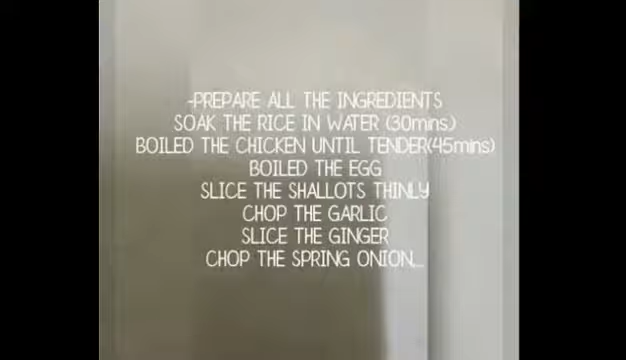 -PREPARE ALL THE INGREDIENTS
SOAK THE RICE IN WATER (30mins)
BOILED THE CHICKEN UNTIL TENDER(45mins)
BOILED THE EGG
SLICE THE SHALLOTS THINLY
CHOP THE GARLIC
SLICE THE GINGER
CHOP THE SPRING ONION...